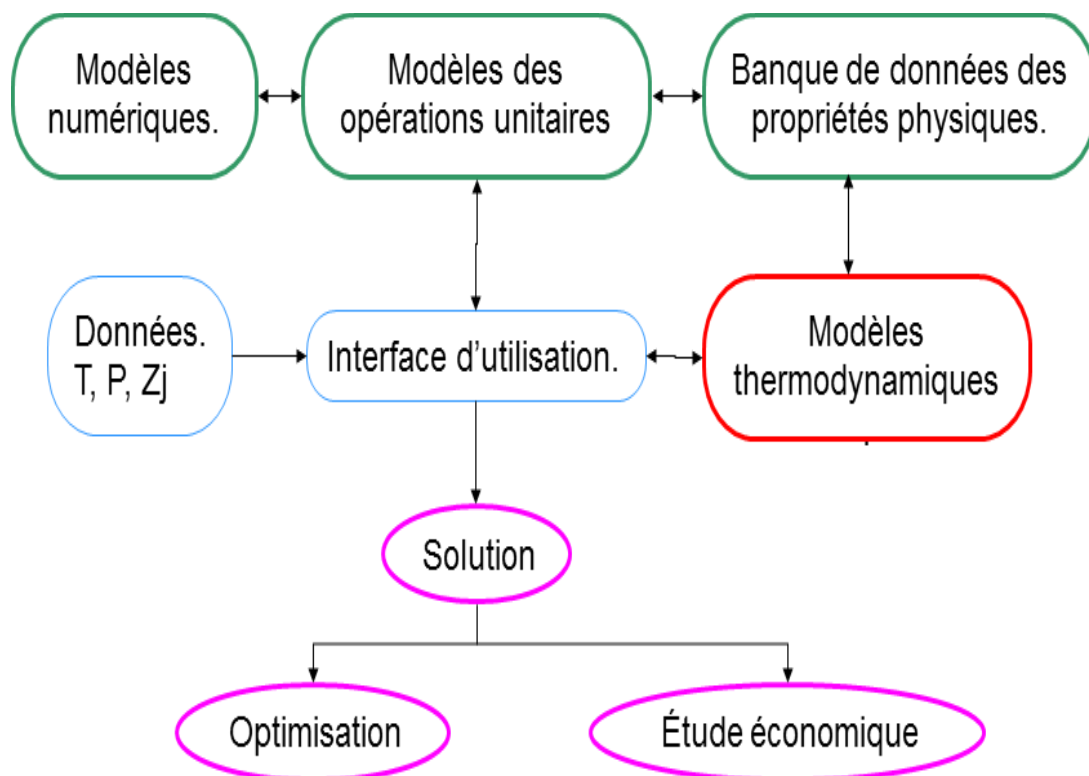 Modèles
numériques.
Modèles des
opérations unitaires
Banque de données des
propriétés physiques.
Données.
T, P, Zj
Interface d’utilisation.
Modèles
thermodynamiques
Solution
Optimisation
Étude économique